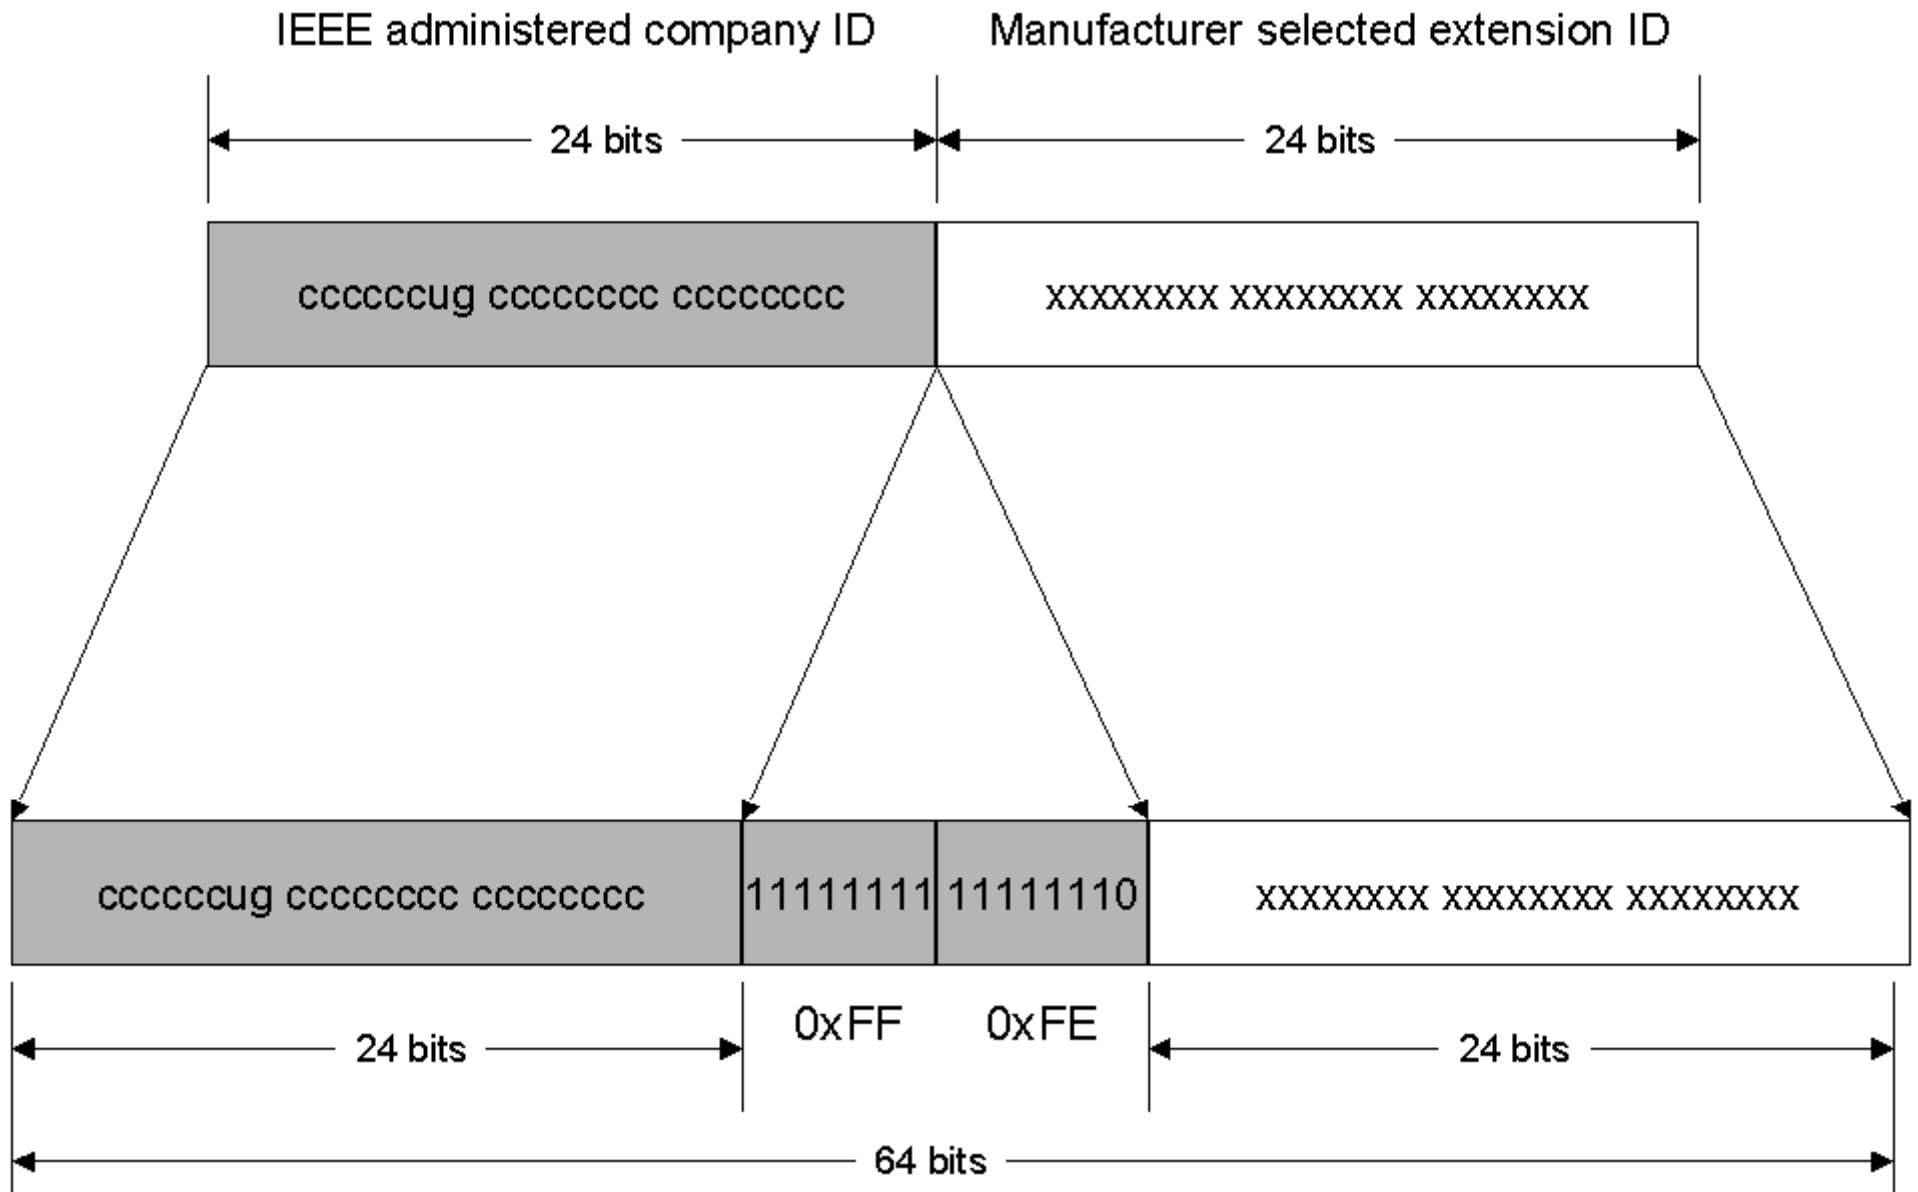 IEEE administered company ID Manufacturer selected extension ID
24 bits 24 bits
ccccccug cccccccc cccccccc xxxxxxxx xxxxxxxx xxxxxxxx
ccccccug cccccccc cccccccc 11111111 11111110 xxxxxxxx xxxxxxxx xxxxxxxx
0xFF 0xFE
24 bits 24 bits
64 bits